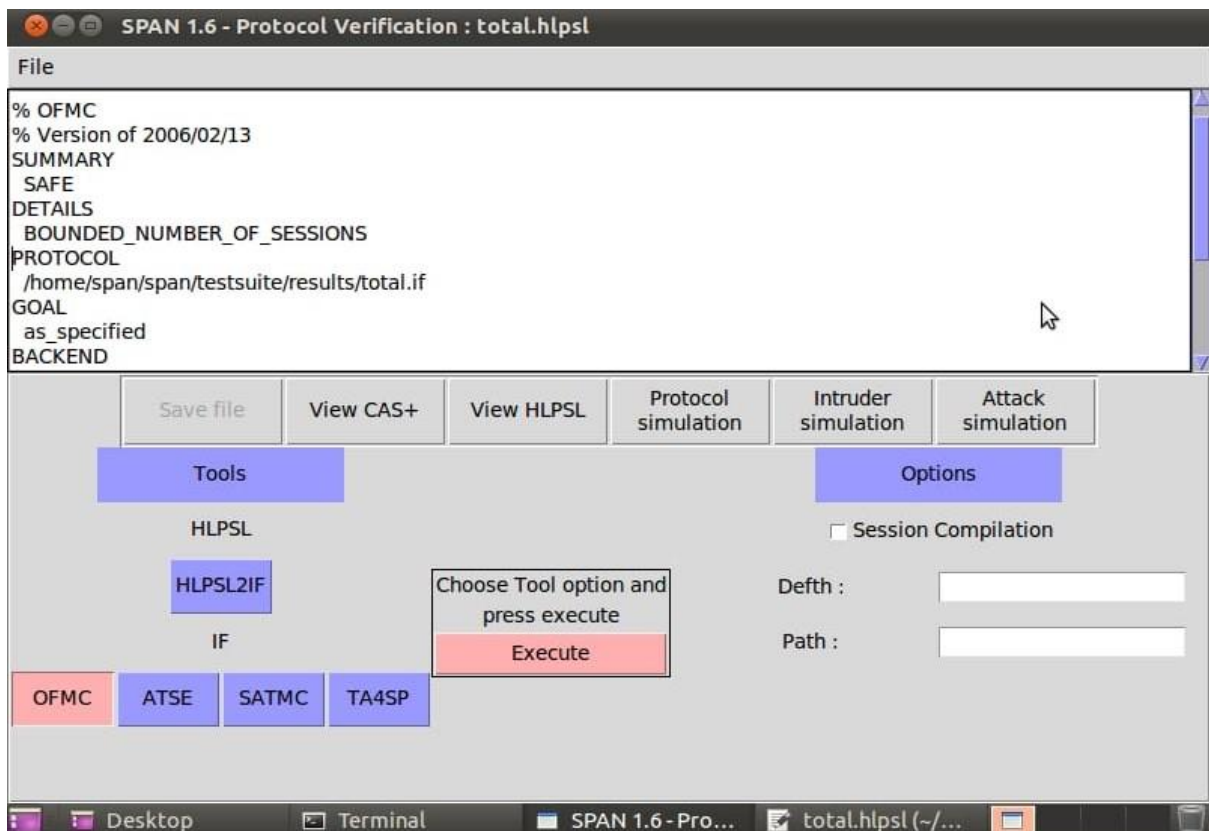 SPAN 1.6 - Protocol Verification : total.hlpsl
File
% OFMC
% Version of 2006/02/13
SUMMARY
SAFE
DETAILS
BOUNDED_NUMBER_OF_SESSIONS
PROTOCOL
/home/span/span/testsuite/results/total.if
GOAL
as_specified
BACKEND
Save file
View CAS+
View HLPSL
Protocol
simulation
Intruder
simulation
Attack
simulation
Tools
Options
HLPSL
Session Compilation
HLPSL2IF
Choose Tool option and
press execute
Defth :
IF
Execute
Path :
OFMC
ATSE
SATMC
TA4SP
Desktop
Terminal
SPAN 1.6 - Pro...
total.hlpsl (~/...